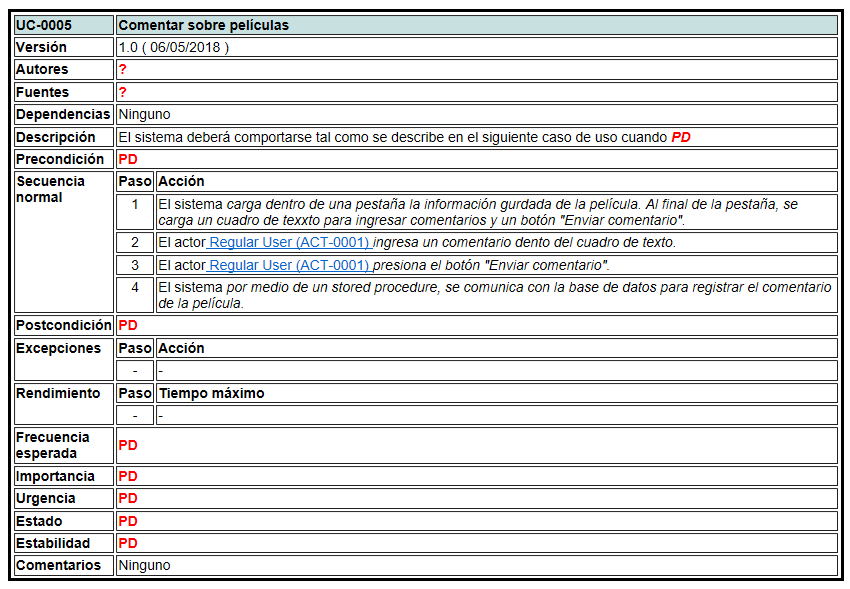 UC-0005 Comentar sobre películas
Versión 1.0 ( 06/05/2018 )
Autores ?
Fuentes ?
Dependencias Ninguno
Descripción El sistema deberá comportarse tal como se describe en el siguiente caso de uso cuando PD
Precondición PD
Secuencia normal Paso Acción
1 El sistema carga dentro de una pestaña la información gurdada de la película. Al final de la pestaña, se
carga un cuadro de texxto para ingresar comentarios y un botón "Enviar comentario".
2 El actor Regular User (ACT-0001) ingresa un comentario dento del cuadro de texto.
3 El actor Regular User (ACT-0001) presiona el botón "Enviar comentario".
4 El sistema por medio de un stored procedure, se comunica con la base de datos para registrar el comentario
de la película.
Postcondición PD
Excepciones Paso Acción
- -
Rendimiento Paso Tiempo máximo
- -
Frecuencia
esperada PD
Importancia PD
Urgencia PD
Estado PD
Estabilidad PD
Comentarios Ninguno